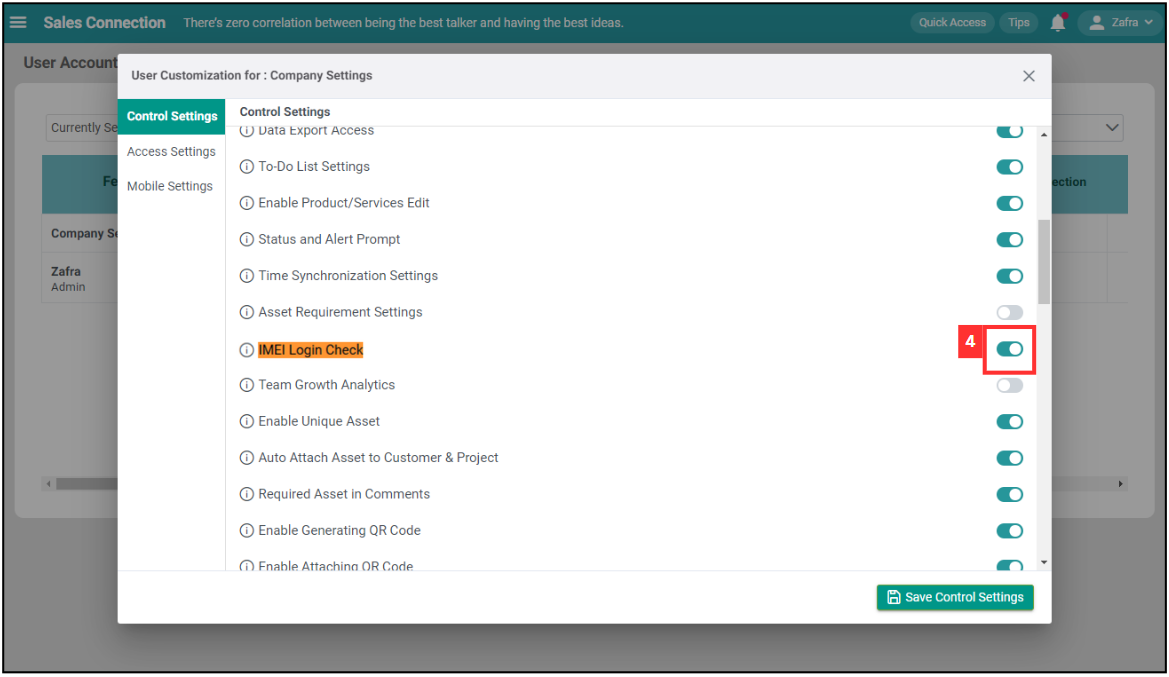 Sales Connection There's zero correlation between being the best talker and having the best ideas. Quick Access Tips Zafra
User Account
User Customization for : Company Settings
Control Settings
Access Settings
Mobile Settings
Control Settings
Data Export Access
To-Do List Settings
Enable Product/Services Edit
Status and Alert Prompt
Time Synchronization Settings
Asset Requirement Settings
IMEI Login Check
4
Team Growth Analytics
Enable Unique Asset
Auto Attach Asset to Customer & Project
Required Asset in Comments
Enable Generating QR Code
Enable Attaching QR Code
Save Control Settings
Currently Se
Fe
ection
Company Se
Zafra
Admin